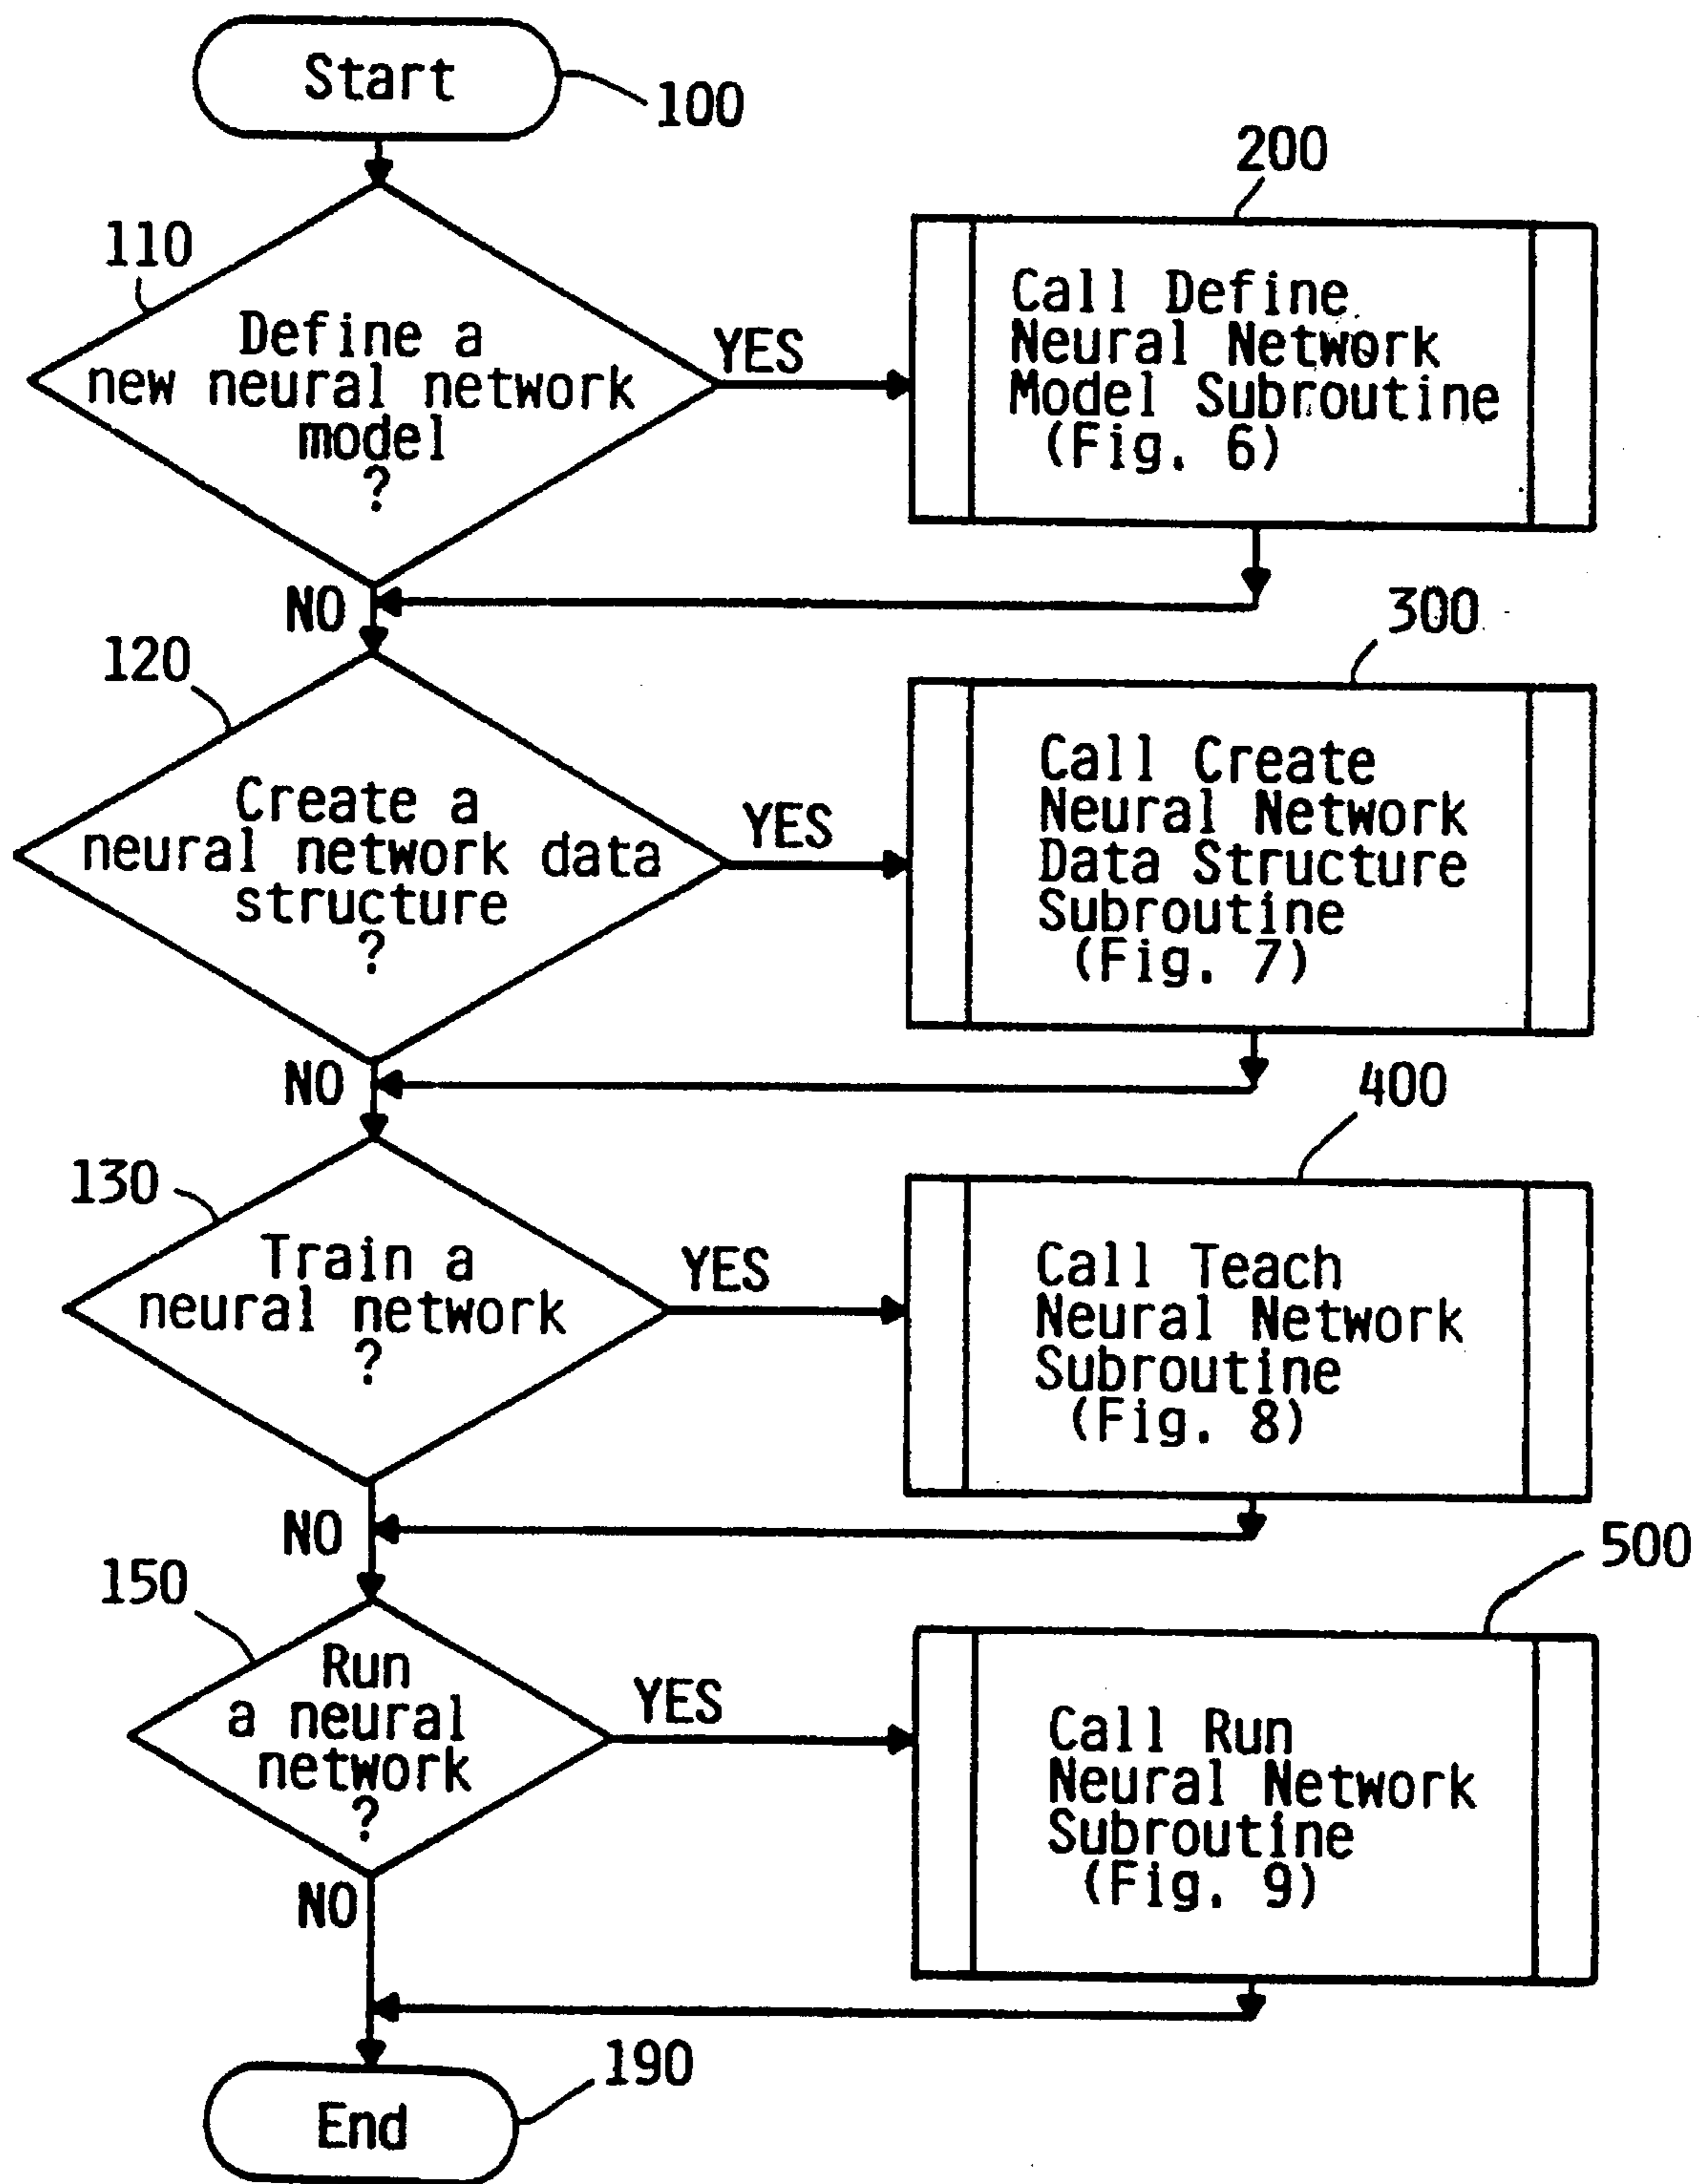 Start
100
200
110
Define a
new neural network
model
?
YES
Call Define
Neural Network
Model Subroutine
(Fig. 6)
NO
300
120
Create a
neural network data
structure
?
YES
Call Create
Neural Network
Data Structure
Subroutine
(Fig. 7)
NO
400
130
Train a
neural network
?
YES
Call Teach
Neural Network
Subroutine
(Fig. 8)
NO
500
150
Run
a neural
network
?
YES
Call Run
Neural Network
Subroutine
(Fig. 9)
NO
190
End